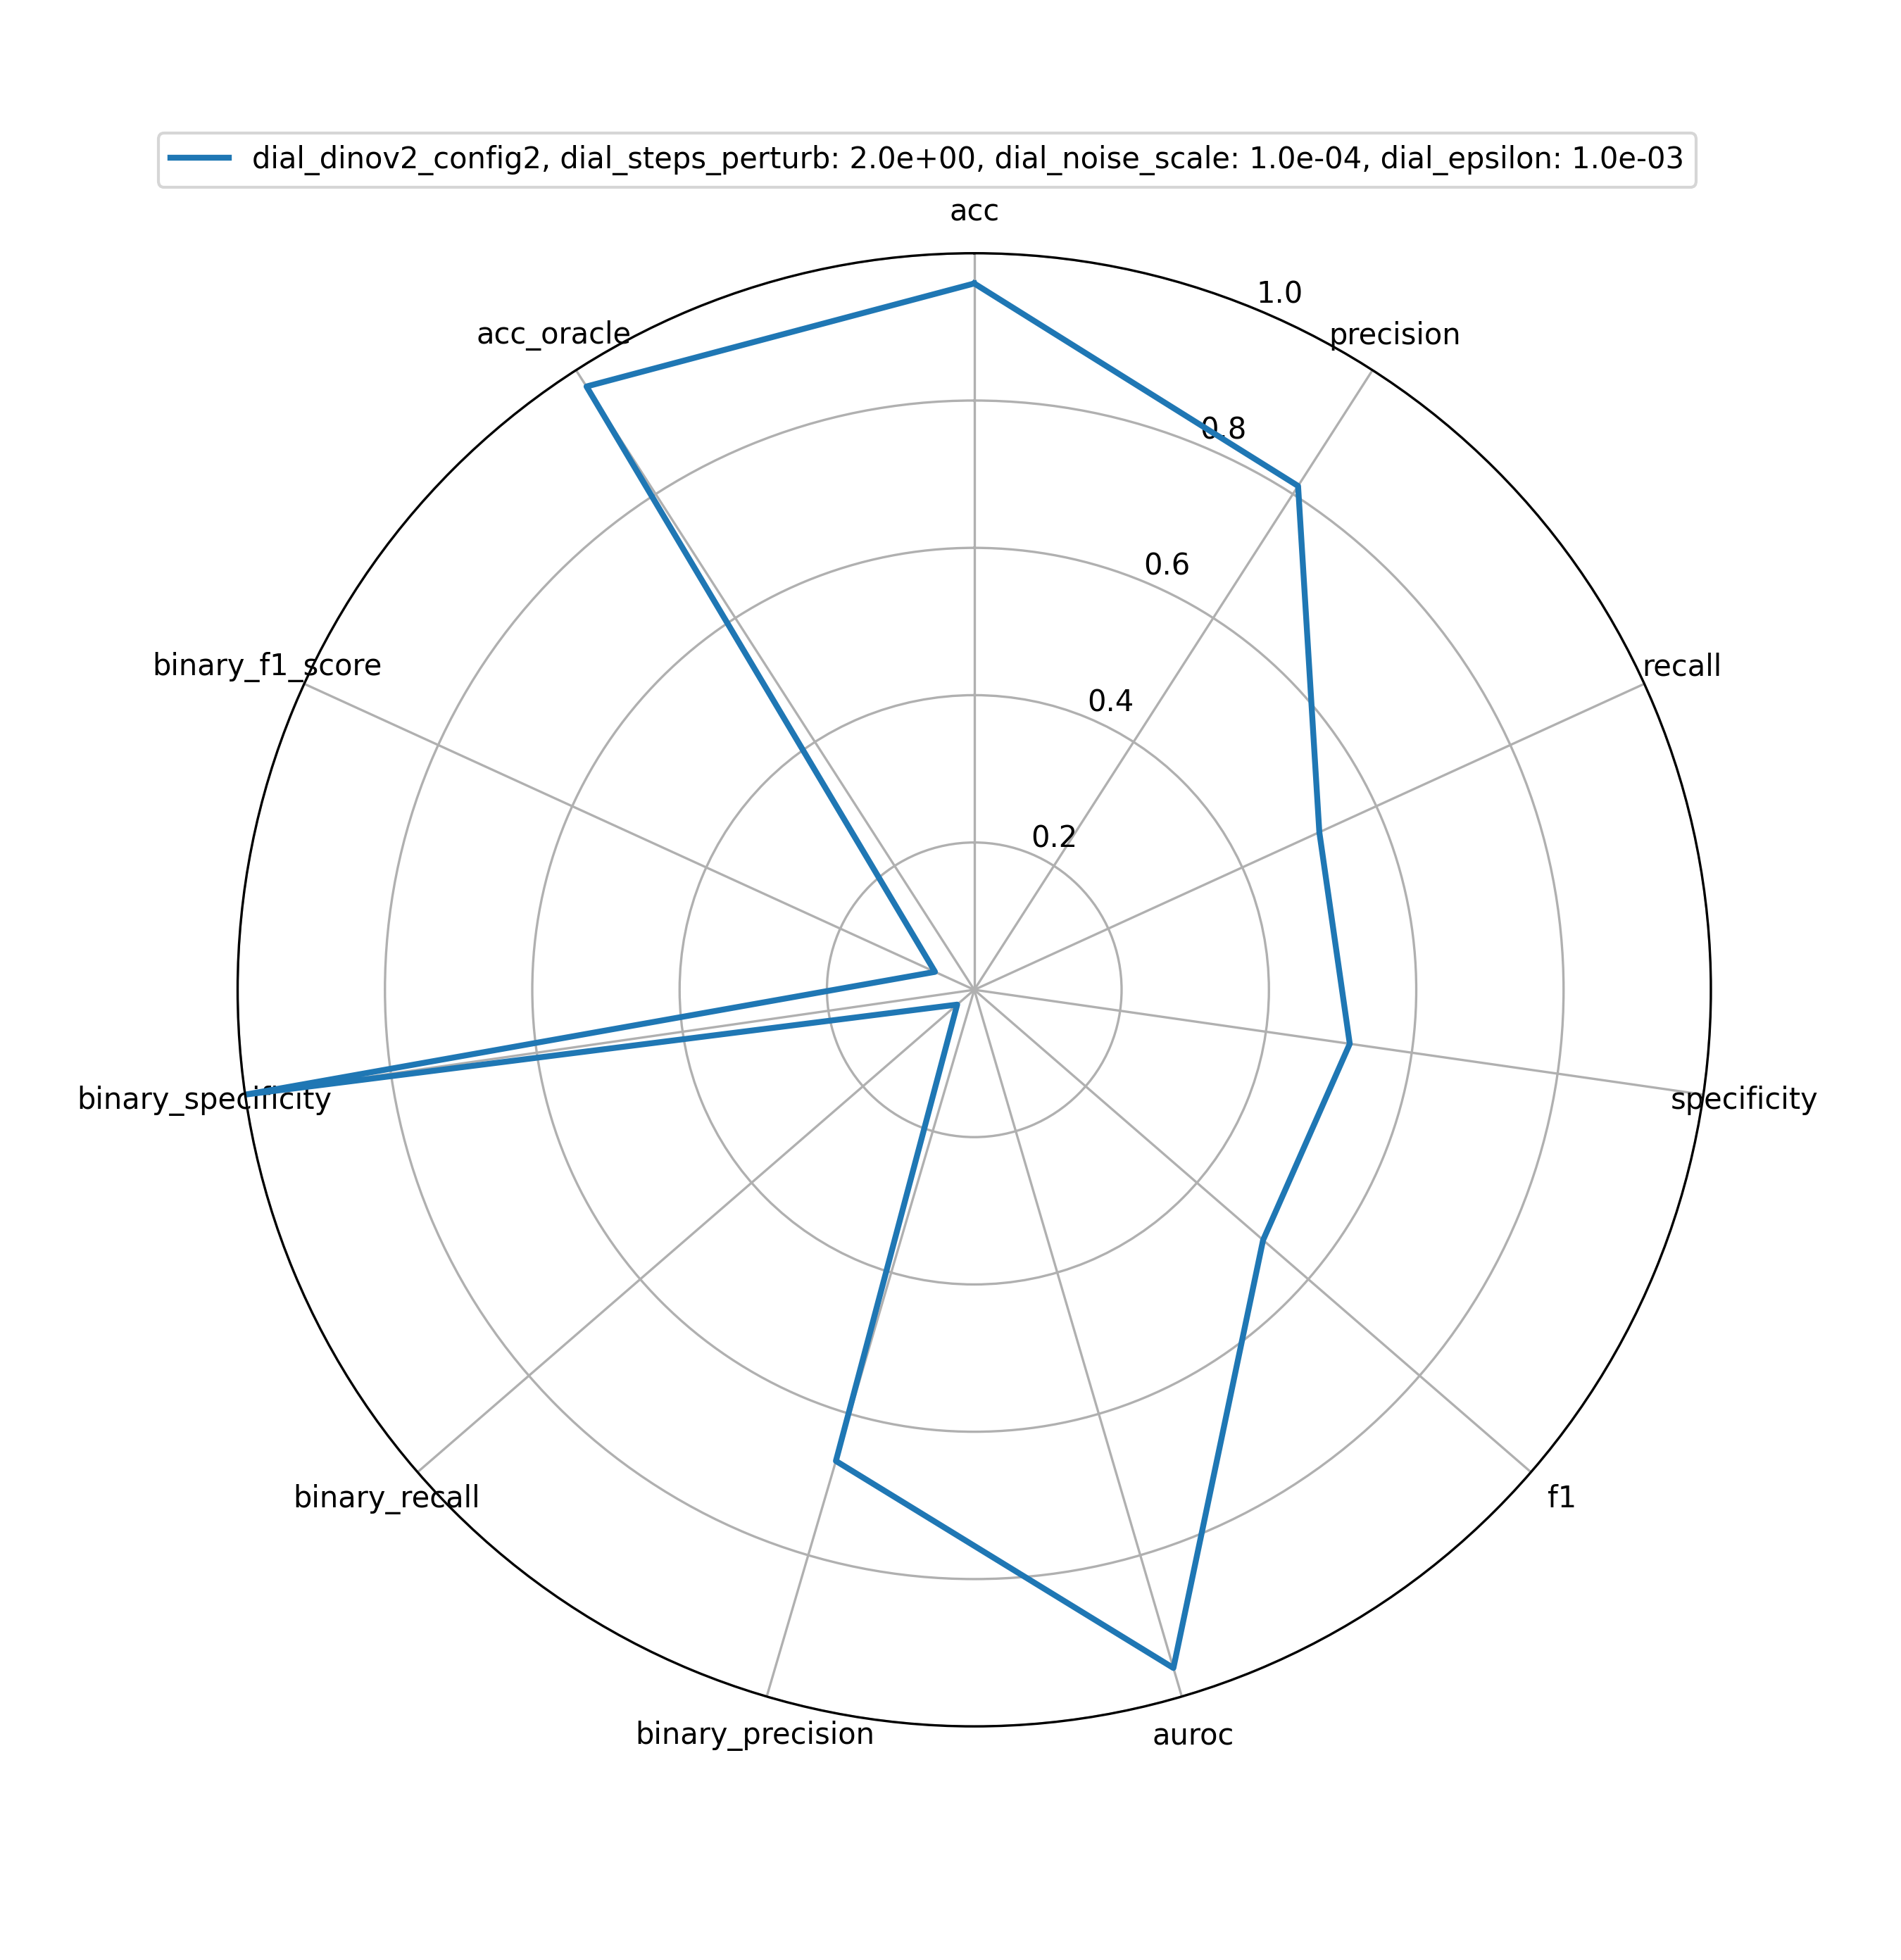 dial_dinov2_config2, dial_steps_perturb: 2.0e+00, dial_noise_scale: 1.0e-04, dial_epsilon: 1.0e-03
acc
1.0
acc_oracle
precision
0.8
0.6
binary_f1_score
recall
0.4
0.2
binary_specificity
specificity
binary_recall
f1
binary_precision
auroc